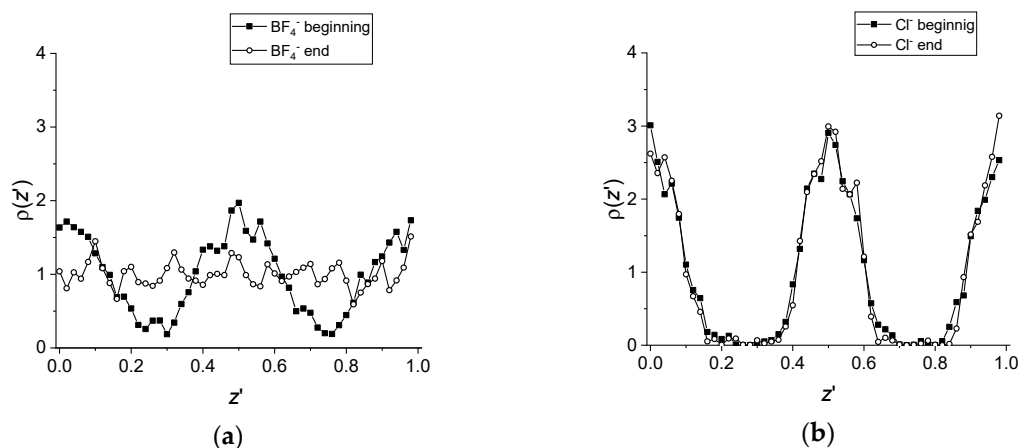 BF₄⁻ beginning
BF₄⁻ end
4
3
2
1
0
ρ(z')
0.0 0.2 0.4 0.6 0.8 1.0
z'
(a)
Cl⁻ beginnig
Cl⁻ end
4
3
2
1
0
ρ(z')
0.0 0.2 0.4 0.6 0.8 1.0
z'
(b)